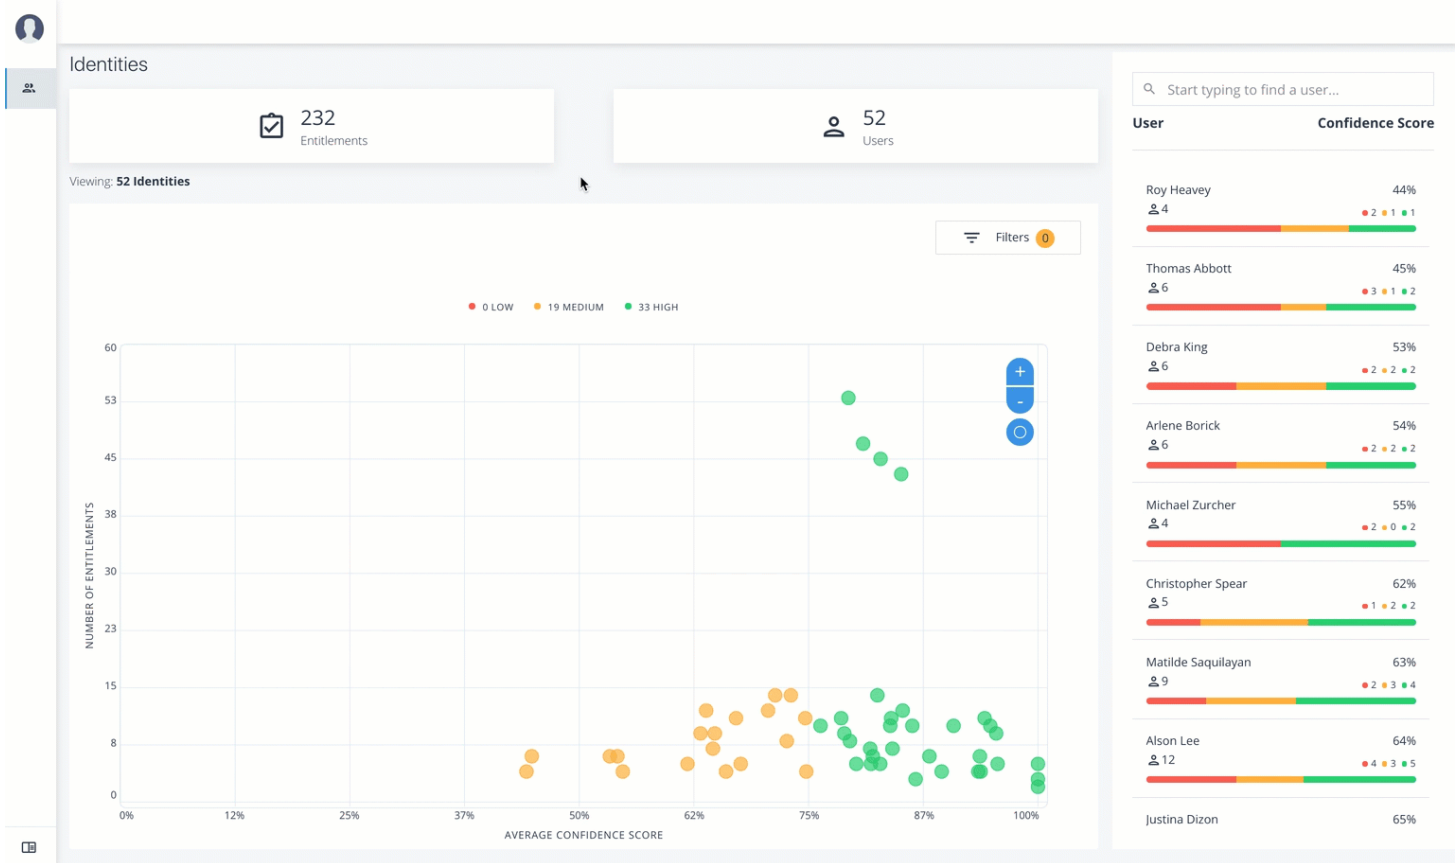 Identities
232
Entitlements
52
Users
Viewing: 52 Identities
Filters 0
0 LOW 19 MEDIUM 33 HIGH
60
53
45
38
30
23
15
8
0
NUMBER OF ENTITLEMENTS
0% 12% 25% 37% 50% 62% 75% 87% 100%
AVERAGE CONFIDENCE SCORE
+
-
Start typing to find a user...
User Confidence Score
Roy Heavey 44%
4 2 1 1
Thomas Abbott 45%
6 3 1 2
Debra King 53%
6 2 2 2
Arlene Borick 54%
6 2 2 2
Michael Zurcher 55%
4 2 0 2
Christopher Spear 62%
5 1 2 2
Matilde Saquilayan 63%
9 2 3 4
Alson Lee 64%
12 4 3 5
Justina Dizon 65%